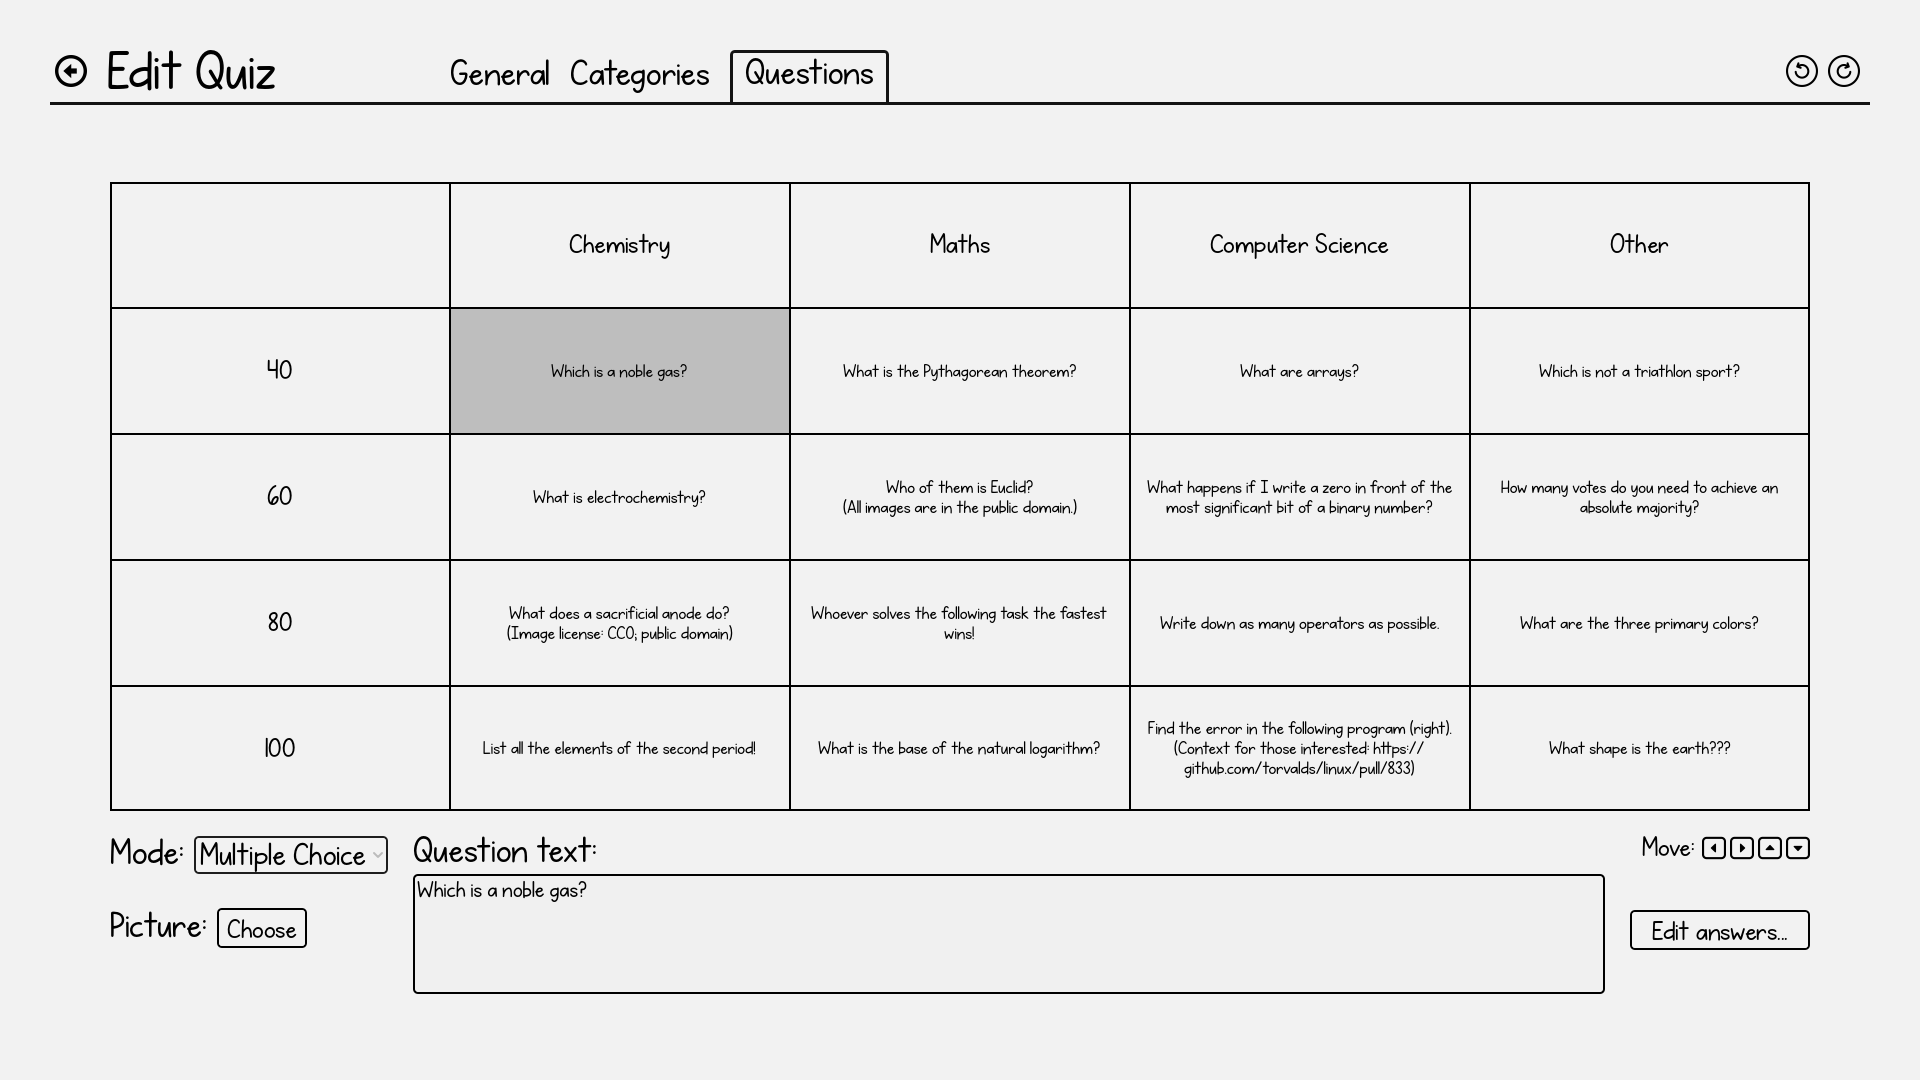 Edit Quiz
General Categories Questions
Chemistry Maths Computer Science Other
40
Which is a noble gas?
What is the Pythagorean theorem?
What are arrays?
Which is not a triathlon sport?
60
What is electrochemistry?
Who of them is Euclid?
(All images are in the public domain.)
What happens if I write a zero in front of the
most significant bit of a binary number?
How many votes do you need to achieve an
absolute majority?
80
What does a sacrificial anode do?
(Image license: CC0; public domain)
Whoever solves the following task the fastest
wins!
Write down as many operators as possible.
What are the three primary colors?
100
List all the elements of the second period!
What is the base of the natural logarithm?
Find the error in the following program (right).
(Context for those interested: https://
github.com/torvalds/linux/pull/833)
What shape is the earth???
Mode: Multiple Choice
Question text:
Move:
Which is a noble gas?
Picture: Choose
Edit answers...